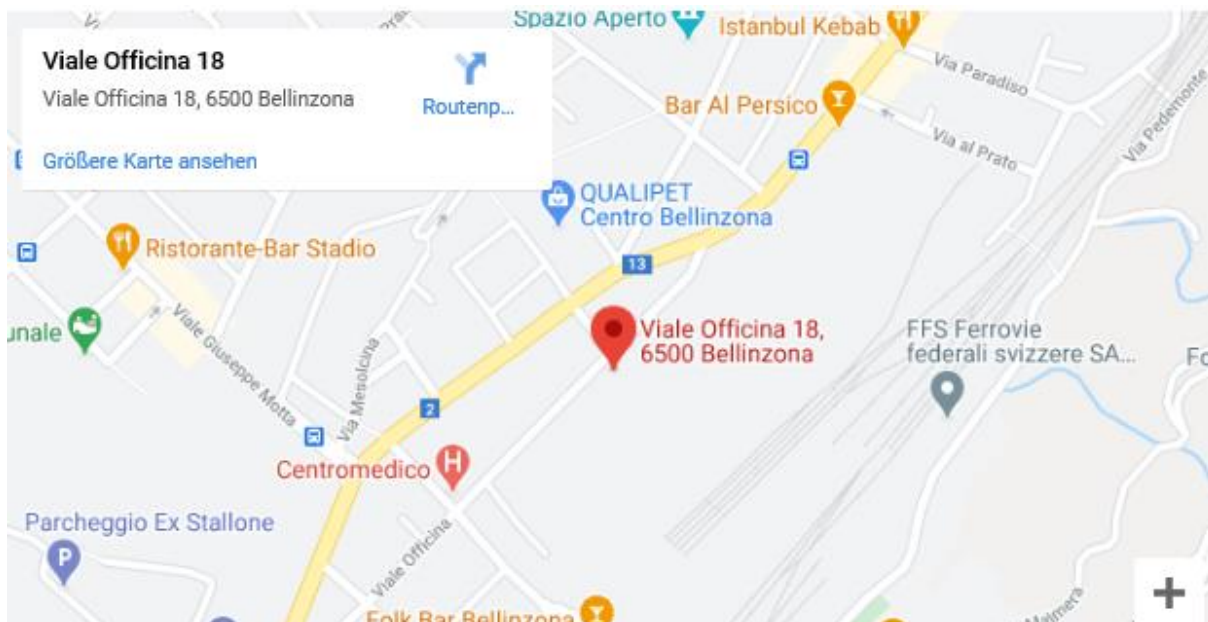 Spazio Aperto
Istanbul Kebab
Viale Officina 18
Viale Officina 18, 6500 Bellinzona
Routenp...
Größere Karte ansehen
Via Paradiso
Bar Al Persico
Via al Prato
Via Pedemonte
QUALIPET
Centro Bellinzona
Ristorante-Bar Stadio
13
Viale Giuseppe Motta
Via Mesolcina
Viale Officina 18,
6500 Bellinzona
FFS Ferrovie
federali svizzere SA...
2
Centromedico
H
Parcheggio Ex Stallone
P
Viale Officina
Folk Bar Bellinzona
+